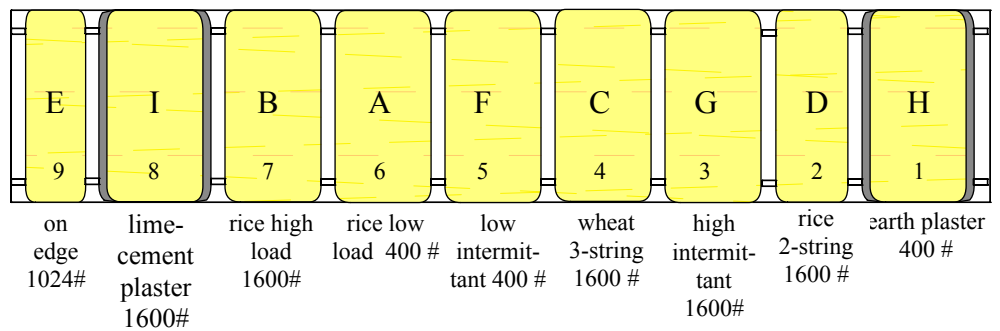 E I B A F C G D H
9 8 7 6 5 4 3 2 1
on
edge
1024#
lime-
cement
plaster
1600#
rice high
load
1600#
rice low
load 400 #
low
intermit-
tant 400 #
wheat
3-string
1600 #
high
intermit-
tant
1600#
rice
2-string
1600 #
earth plaster
400 #